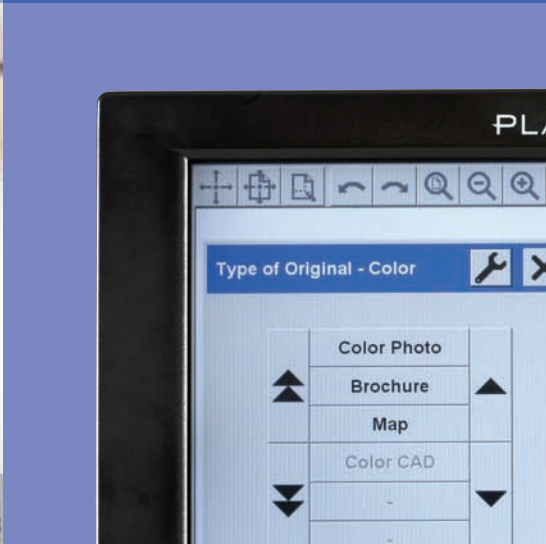 PLA
Type of Original - Color
Color Photo
Brochure
Map
Color CAD
-
-